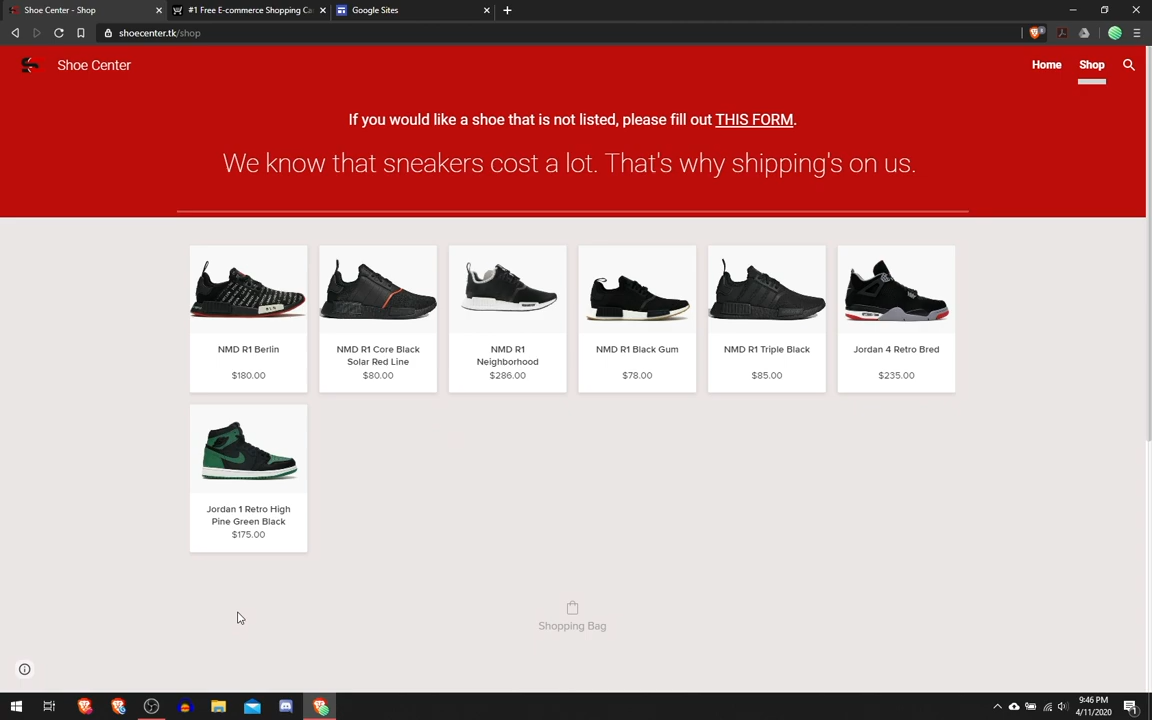 Shoe Center - Shop
#1 Free E-commerce Shopping Ca
Google Sites
shoecenter.tk/shop
Shoe Center
Home
Shop
If you would like a shoe that is not listed, please fill out THIS FORM.
We know that sneakers cost a lot. That's why shipping's on us.
NMD R1 Berlin
$180.00
NMD R1 Core Black
Solar Red Line
$80.00
NMD R1
Neighborhood
$286.00
NMD R1 Black Gum
$78.00
NMD R1 Triple Black
$85.00
Jordan 4 Retro Bred
$235.00
Jordan 1 Retro High
Pine Green Black
$175.00
Shopping Bag
9:46 PM
4/11/2020